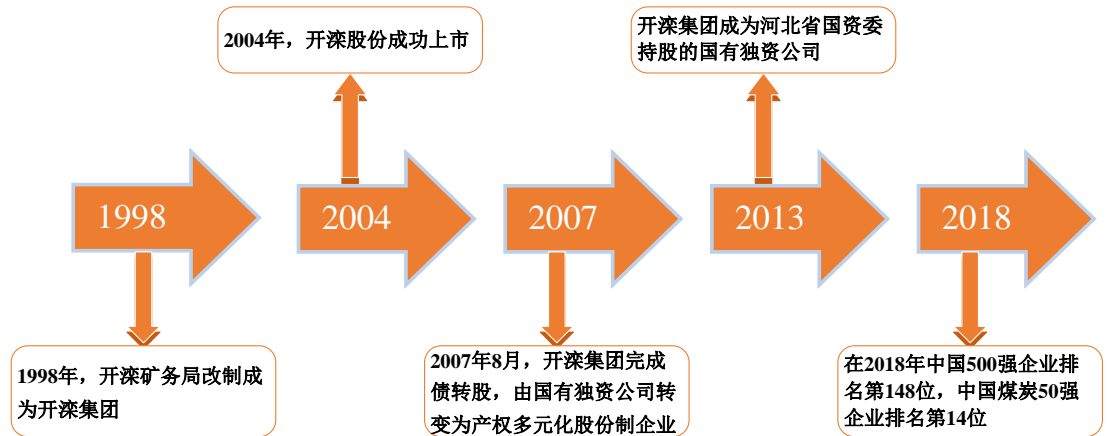 2004年，开滦股份成功上市
开滦集团成为河北省国资委
持股的国有独资公司
1998
2004
2007
2013
2018
1998年，开滦矿务局改制成
为开滦集团
2007年8月，开滦集团完成
债转股，由国有独资公司转
变为产权多元化股份制企业
在2018年中国500强企业排
名第148位，中国煤炭50强
企业排名第14位